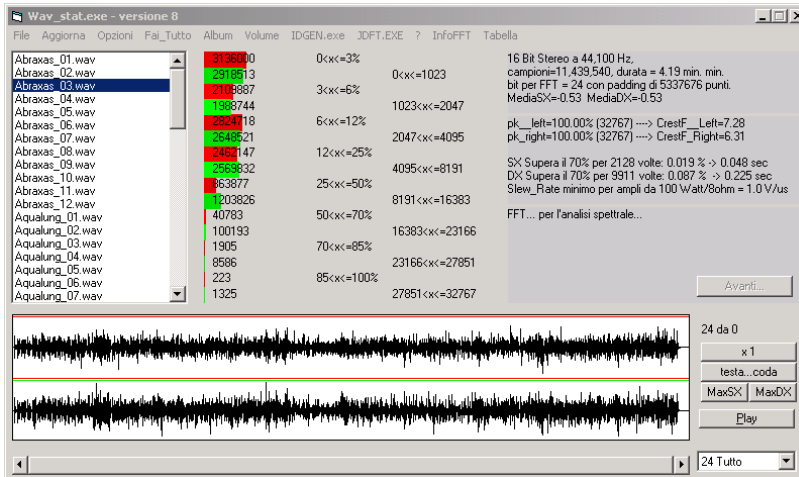 Wav_stat.exe - versione 8
File Aggiorna Opzioni Fai_Tutto Album Volume IDGEN.exe JDFT.EXE ? InfoFFT Tabella
Abraxas_01.wav
Abraxas_02.wav
Abraxas_03.wav
Abraxas_04.wav
Abraxas_05.wav
Abraxas_06.wav
Abraxas_07.wav
Abraxas_08.wav
Abraxas_09.wav
Abraxas_10.wav
Abraxas_11.wav
Abraxas_12.wav
Aqualung_01.wav
Aqualung_02.wav
Aqualung_03.wav
Aqualung_04.wav
Aqualung_05.wav
Aqualung_06.wav
Aqualung_07.wav
3136000 0<x<=3%
2918513 0<x<=1023
2109887 3<x<=6%
1988744 1023<x<=2047
2824718 6<x<=12%
2648521 2047<x<=4095
2462147 12<x<=25%
2569832 4095<x<=8191
863877 25<x<=50%
1203826 8191<x<=16383
40783 50<x<=70%
100193 16383<x<=23166
1905 70<x<=85%
8586 23166<x<=27851
223 85<x<=100%
1325 27851<x<=32767
16 Bit Stereo a 44,100 Hz,
campioni=11,439,540, durata = 4.19 min. min.
bit per FFT = 24 con padding di 5337676 punti.
MediaSX=-0.53 MediaDX=-0.53
pk__left=100.00% (32767) ----> CrestF__Left=7.28
pk_right=100.00% (32767) ----> CrestF_Right=6.31
SX Supera il 70% per 2128 volte: 0.019 % -> 0.048 sec
DX Supera il 70% per 9911 volte: 0.087 % -> 0.225 sec
Slew_Rate minimo per ampli da 100 Watt/8ohm = 1.0 V/us
FFT... per l'analisi spettrale...
Avanti...
24 da 0
x 1
testa...coda
MaxSX MaxDX
Play
24 Tutto